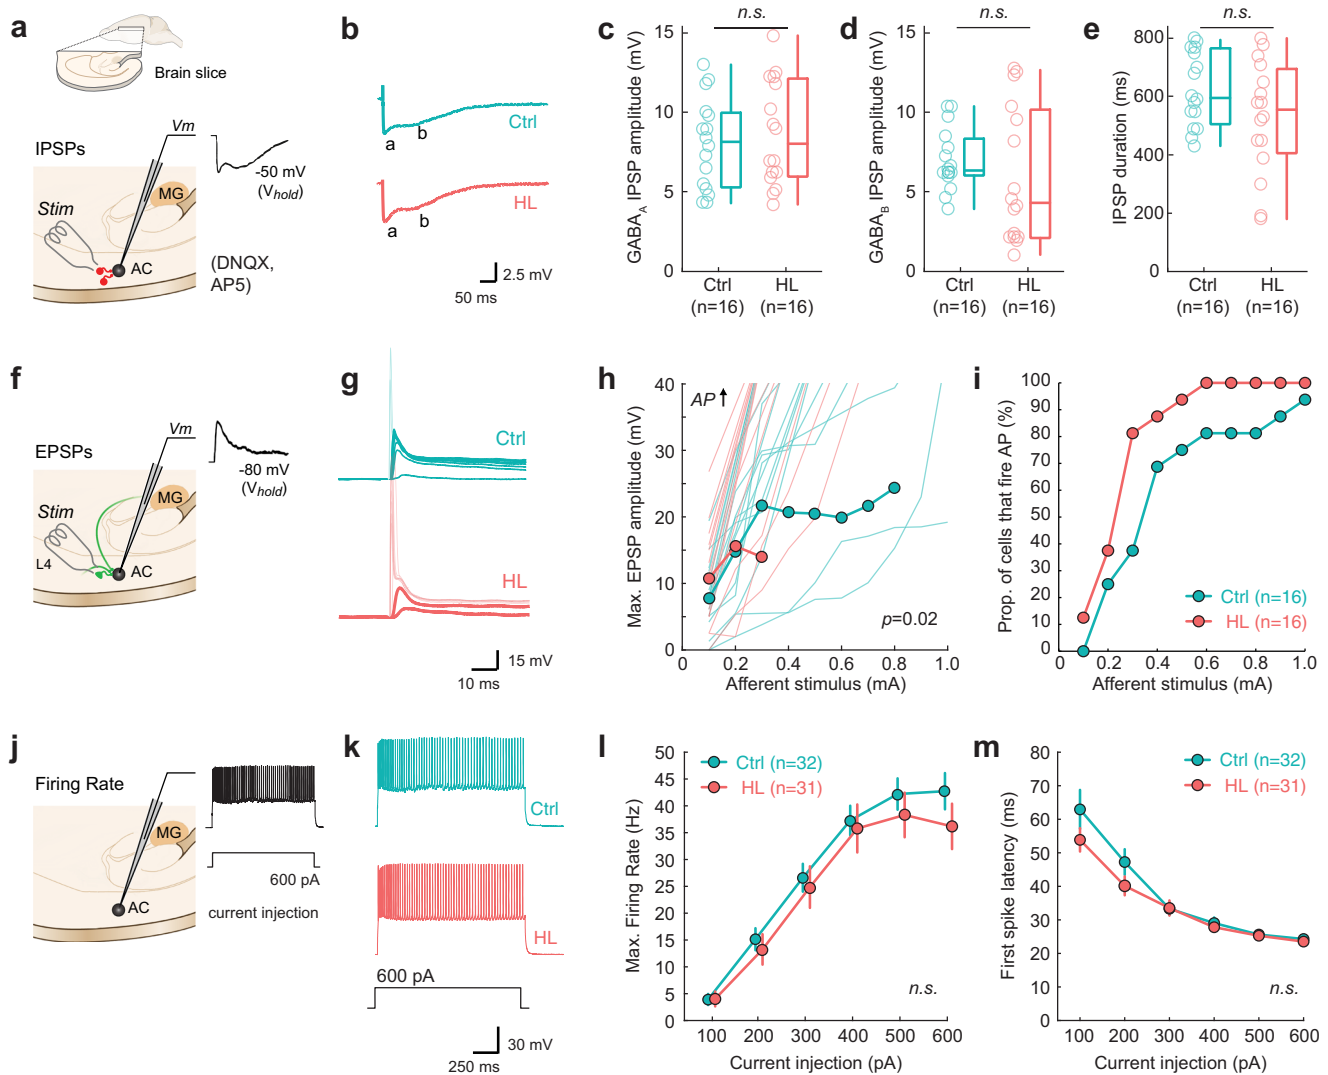 a
Brain slice
IPSPs
Vm
-50 mV
(Vhold)
MG
Stim
AC
(DNQX,
AP5)
b
a
b
Ctrl
a
b
HL
2.5 mV
50 ms
c
n.s.
GABAA IPSP amplitude (mV)
15
10
5
0
Ctrl
(n=16)
HL
(n=16)
d
n.s.
GABAB IPSP amplitude (mV)
15
10
5
0
Ctrl
(n=16)
HL
(n=16)
e
n.s.
IPSP duration (ms)
800
600
400
200
0
Ctrl
(n=16)
HL
(n=16)
f
EPSPs
Vm
-80 mV
(Vhold)
MG
Stim
L4
AC
g
Ctrl
HL
15 mV
10 ms
h
AP
Max. EPSP amplitude (mV)
40
30
20
10
0
p=0.02
0
0.2
0.4
0.6
0.8
1.0
Afferent stimulus (mA)
i
Prop. of cells that fire AP (%)
100
90
80
70
60
50
40
30
20
10
0
Ctrl (n=16)
HL (n=16)
0
0.2
0.4
0.6
0.8
1.0
Afferent stimulus (mA)
j
Firing Rate
MG
AC
600 pA
current injection
k
Ctrl
HL
600 pA
30 mV
250 ms
l
Max. Firing Rate (Hz)
50
45
40
35
30
25
20
15
10
5
0
Ctrl (n=32)
HL (n=31)
n.s.
100
200
300
400
500
600
Current injection (pA)
m
First spike latency (ms)
80
70
60
50
40
30
20
10
0
Ctrl (n=32)
HL (n=31)
n.s.
100
200
300
400
500
600
Current injection (pA)